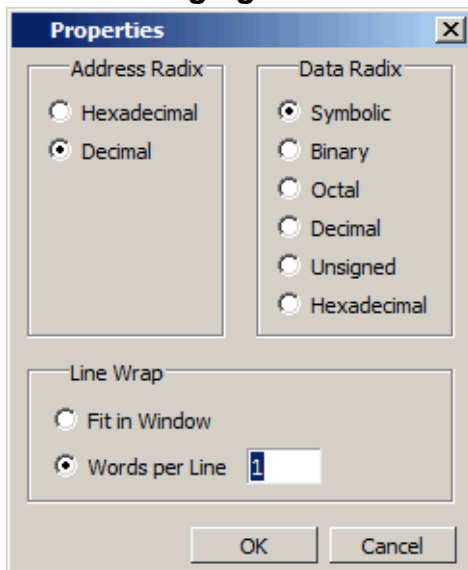 Properties
Address Radix
Hexadecimal
Decimal
Data Radix
Symbolic
Binary
Octal
Decimal
Unsigned
Hexadecimal
Line Wrap
Fit in Window
Words per Line 1
OK Cancel